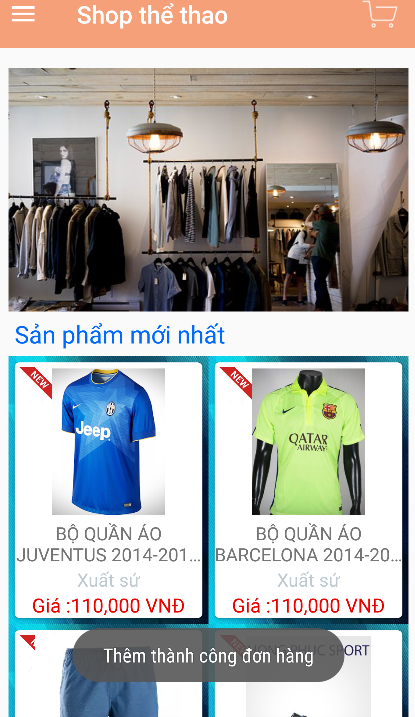 Shop thể thao
Sản phẩm mới nhất
NEW
Jeep
BỘ QUẦN ÁO
JUVENTUS 2014-201...
Xuất sứ
Giá :110,000 VNĐ
NEW
QATAR
AIRWAYS
BỘ QUẦN ÁO
BARCELONA 2014-20...
Xuất sứ
Giá :110,000 VNĐ
SPORT
Thêm thành công đơn hàng